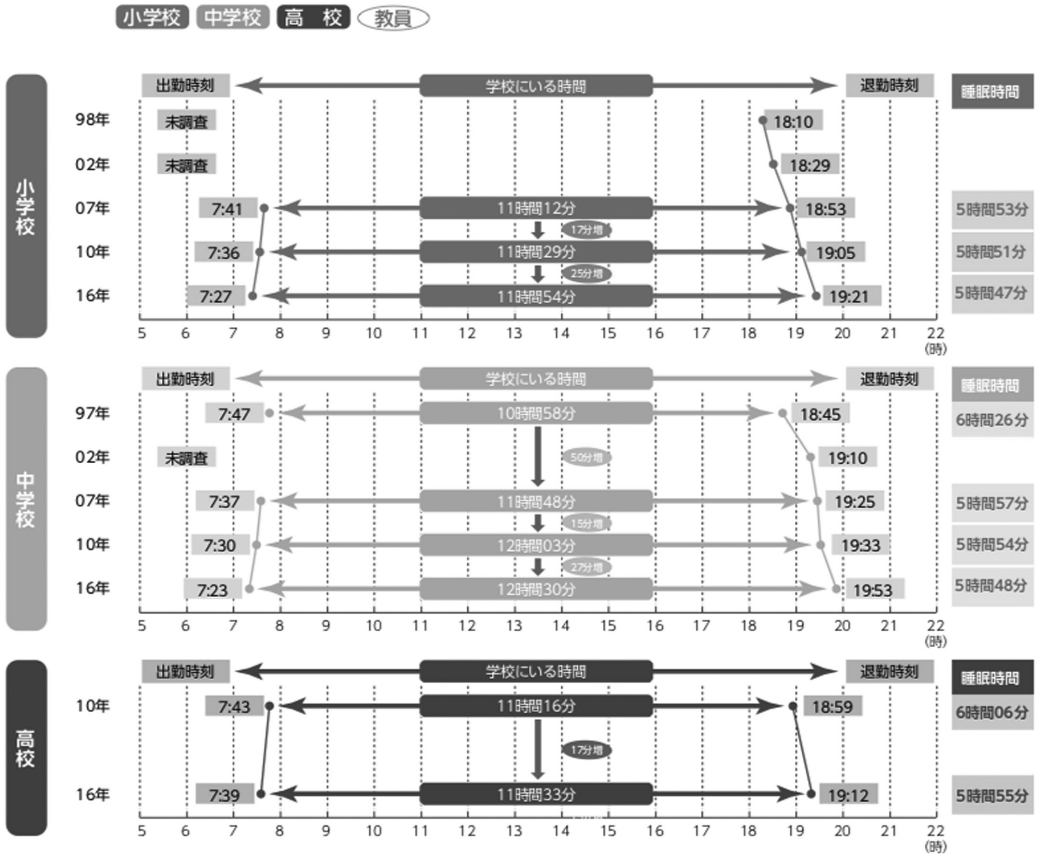 小学校 中学校 高 校 教員
小学校
出勤時刻 学校にいる時間 退勤時刻 睡眠時間
98年 未調査 18:10
02年 未調査 18:29
07年 7:41 11時間12分 18:53 5時間53分
17分増
10年 7:36 11時間29分 19:05 5時間51分
25分増
16年 7:27 11時間54分 19:21 5時間47分
5 6 7 8 9 10 11 12 13 14 15 16 17 18 19 20 21 22
(時)
中学校
出勤時刻 学校にいる時間 退勤時刻 睡眠時間
97年 7:47 10時間58分 18:45 6時間26分
02年 未調査 50分増 19:10
07年 7:37 11時間48分 19:25 5時間57分
15分増
10年 7:30 12時間03分 19:33 5時間54分
27分増
16年 7:23 12時間30分 19:53 5時間48分
5 6 7 8 9 10 11 12 13 14 15 16 17 18 19 20 21 22
(時)
高校
出勤時刻 学校にいる時間 退勤時刻 睡眠時間
10年 7:43 11時間16分 18:59 6時間06分
17分増
16年 7:39 11時間33分 19:12 5時間55分
5 6 7 8 9 10 11 12 13 14 15 16 17 18 19 20 21 22
(時)